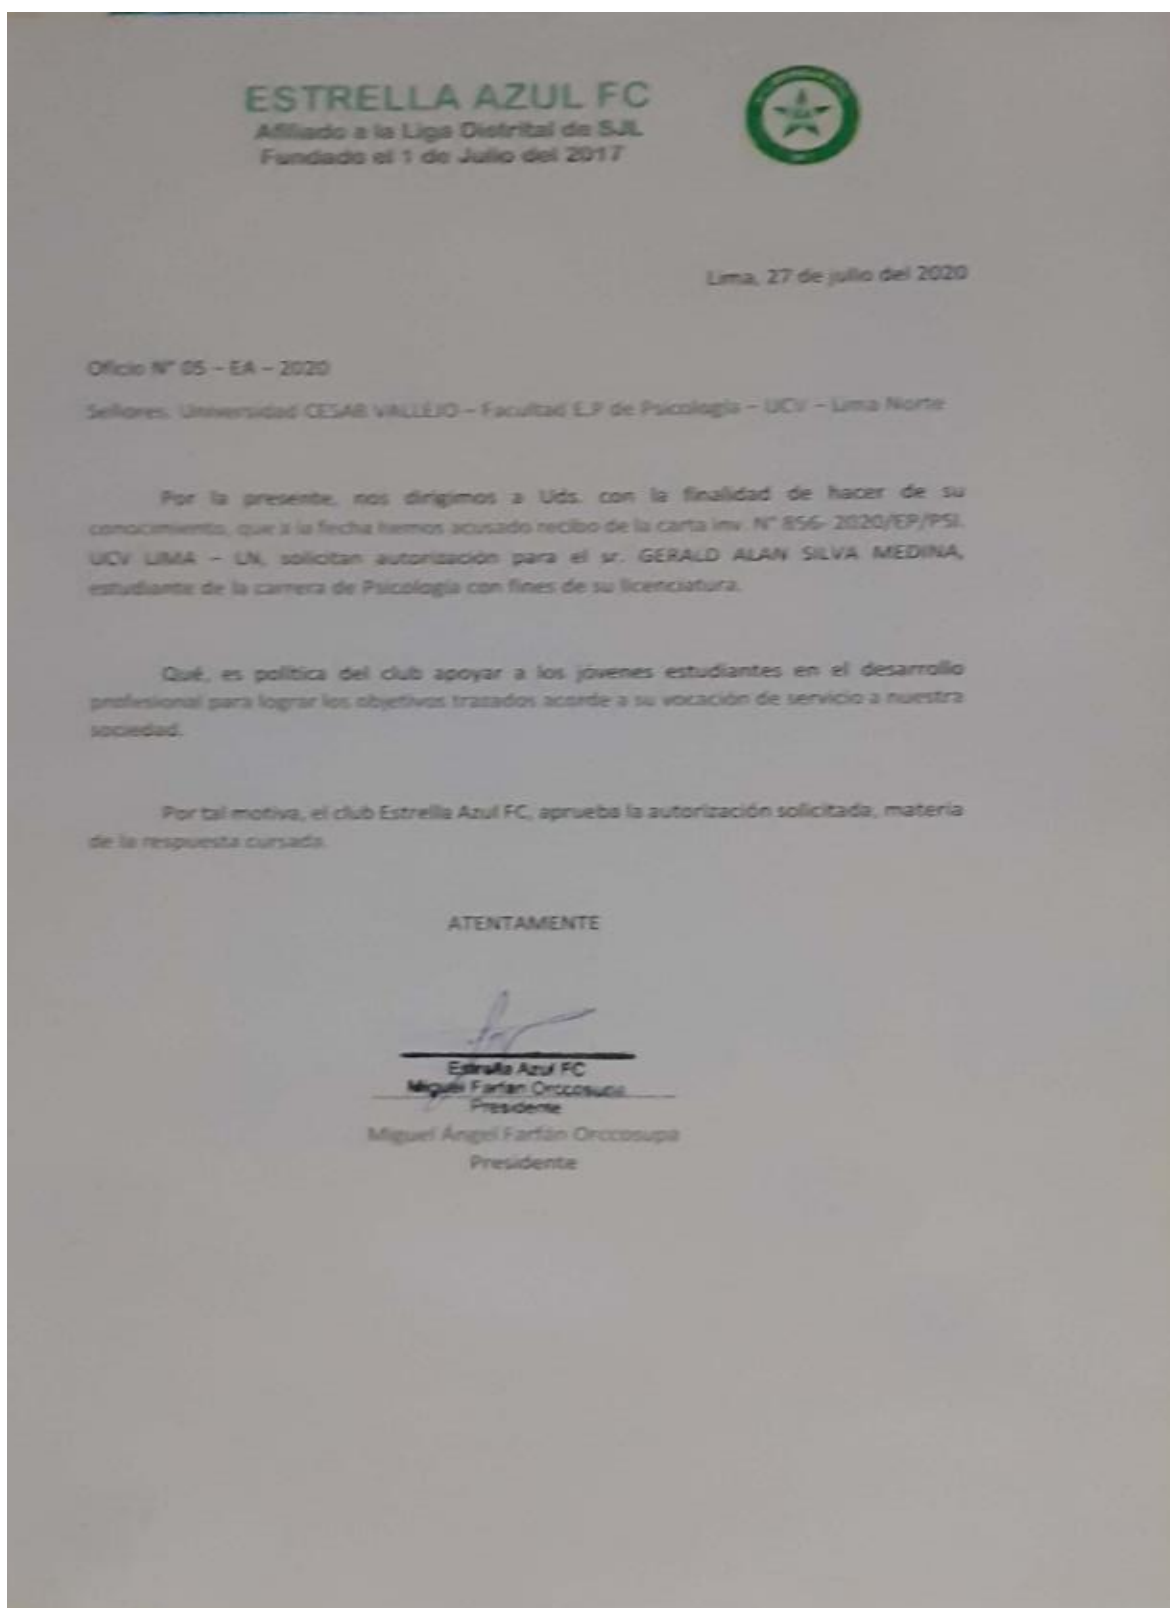 ESTRELLA AZUL FC
Afiliado a la Liga Distrital de SJL
Fundado el 1 de Julio del 2017
Lima, 27 de julio del 2020
Oficio N° 05 – EA – 2020
Señores. Universidad CESAR VALLEJO – Facultad E.P de Psicología – UCV – Lima Norte
Por la presente, nos dirigimos a Uds. con la finalidad de hacer de su
conocimiento, que a la fecha hemos acusado recibo de la carta inv. N° 856- 2020/EP/PSI.
UCV LIMA – LN, solicitan autorización para el sr. GERALD ALAN SILVA MEDINA,
estudiante de la carrera de Psicología con fines de su licenciatura.
Qué, es política del club apoyar a los jóvenes estudiantes en el desarrollo
profesional para lograr los objetivos trazados acorde a su vocación de servicio a nuestra
sociedad.
Por tal motivo, el club Estrella Azul FC, aprueba la autorización solicitada, materia
de la respuesta cursada.
ATENTAMENTE
Estrella Azul FC
Miguel Farfan Orccosupa
Presidente
Miguel Ángel Farfán Orccosupa
Presidente